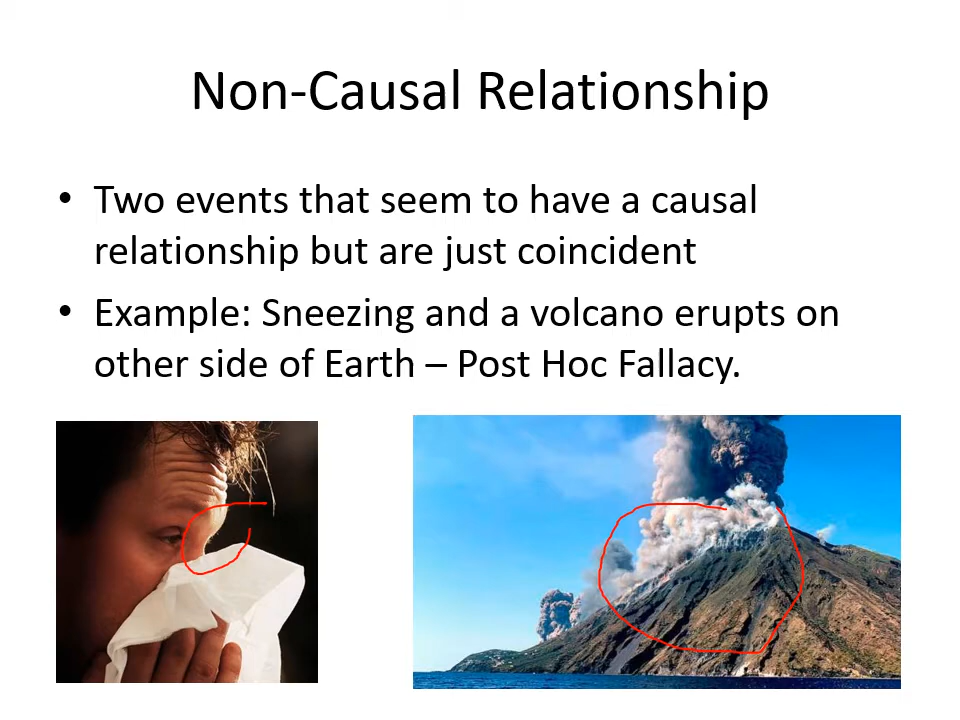 Non-Causal Relationship
• Two events that seem to have a causal
relationship but are just coincident
• Example: Sneezing and a volcano erupts on
other side of Earth – Post Hoc Fallacy.